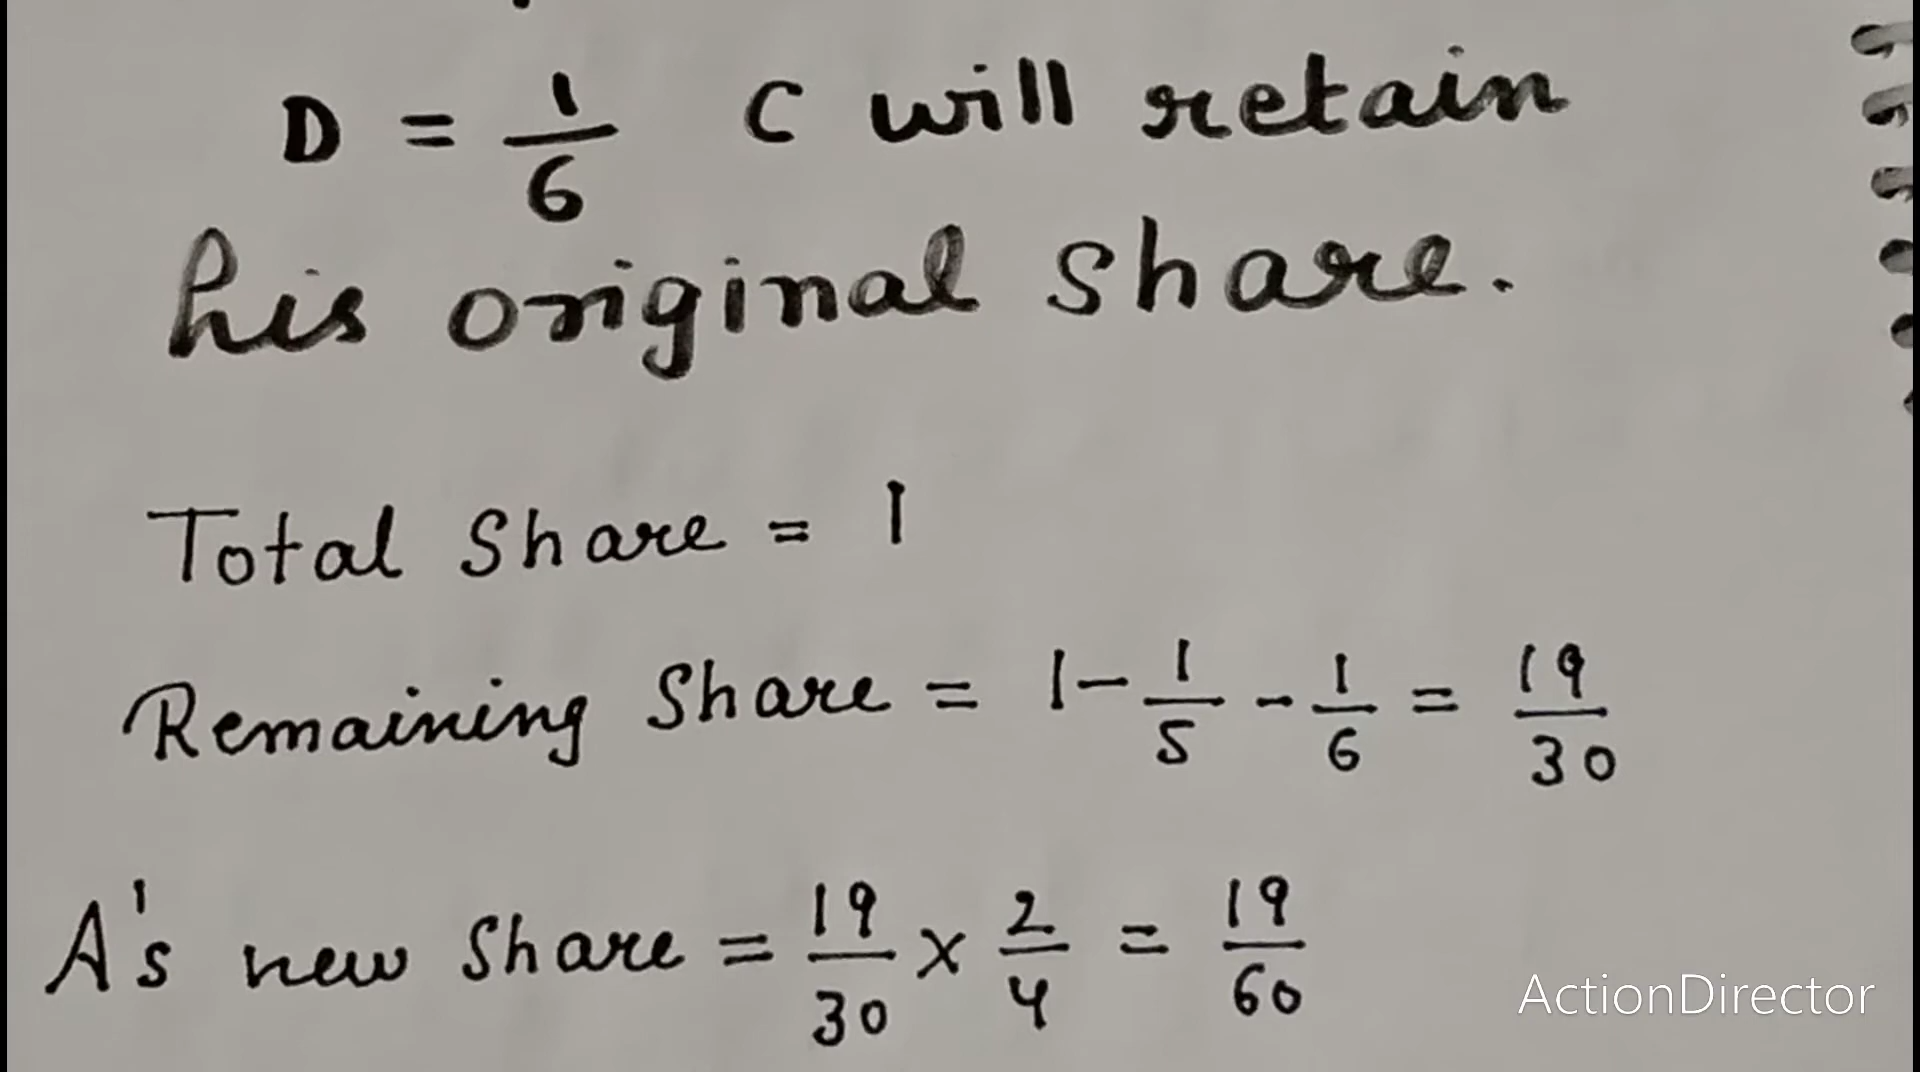 D = 1/6 C will retain
his original share.
Total Share = 1
Remaining Share = 1 - 1/5 - 1/6 = 19/30
A's new Share = 19/30 × 2/4 = 19/60
ActionDirector